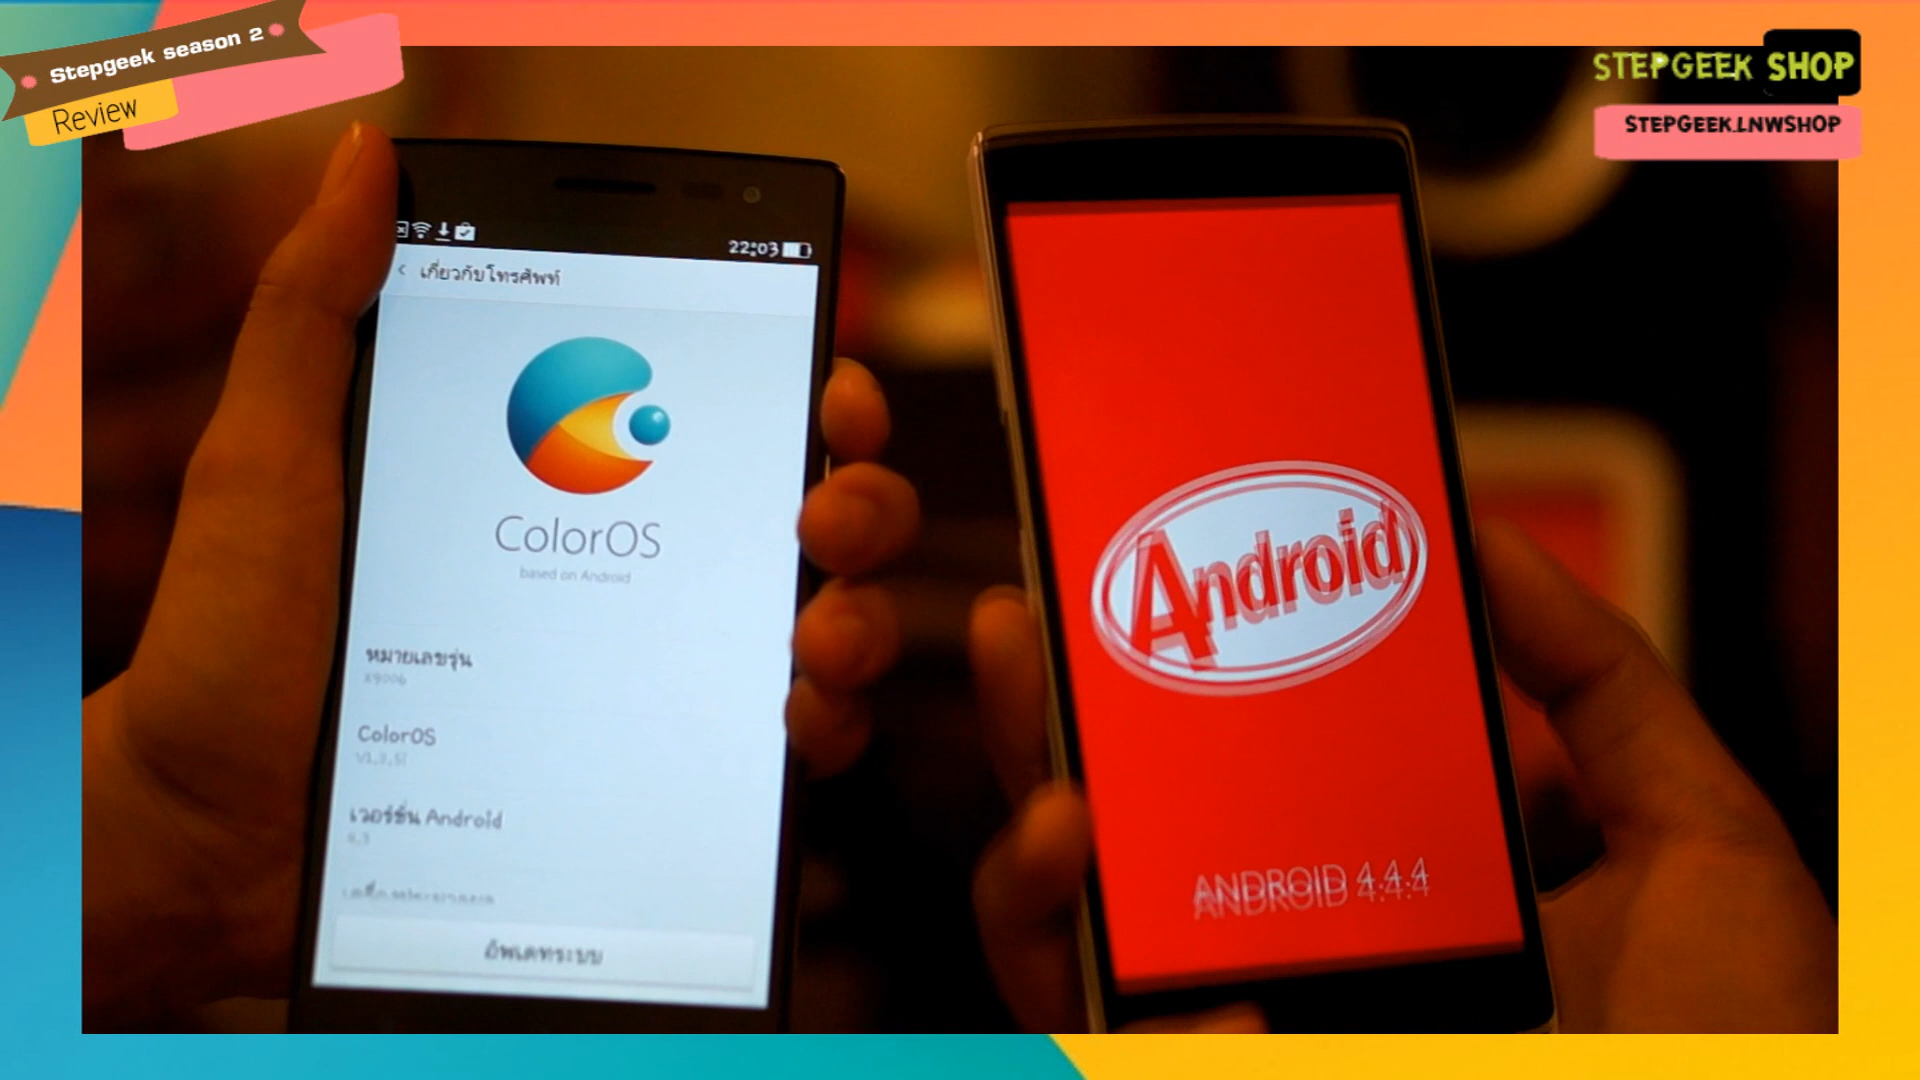 Stepgeek season 2
Review
STEPGEEK SHOP
STEPGEEK.LNWSHOP
22:03
เกี่ยวกับโทรศัพท์
ColorOS
based on Android
หมายเลขรุ่น
X9006
ColorOS
เวอร์ชั่น Android
อัพเดทระบบ
Android
ANDROID 4.4.4